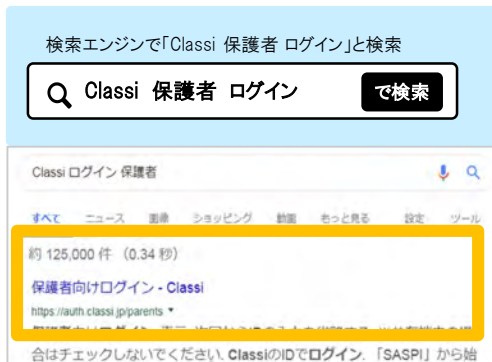 検索エンジンで「Classi 保護者 ログイン」と検索
Classi 保護者 ログイン
で検索
Classi ログイン 保護者
すべて ニュース 画像 ショッピング 動画 もっと見る 設定 ツール
約 125,000 件 （0.34 秒）
保護者向けログイン - Classi
https://auth.classi.jp/parents ▼
合はチェックしないでください. ClassiのIDでログイン. 「SASPI」から始